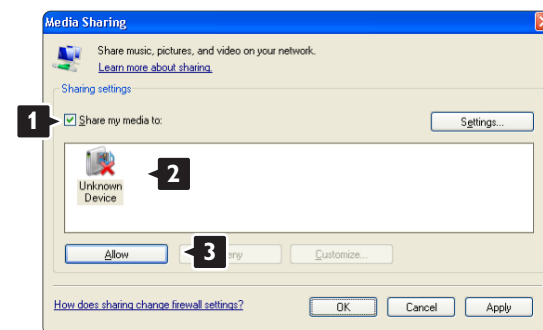 Media Sharing
Share music, pictures, and video on your network.
Learn more about sharing.
Sharing settings
1
Share my media to:
Settings...
Unknown
Device
2
Allow
3
Customize...
How does sharing change firewall settings?
OK
Cancel
Apply